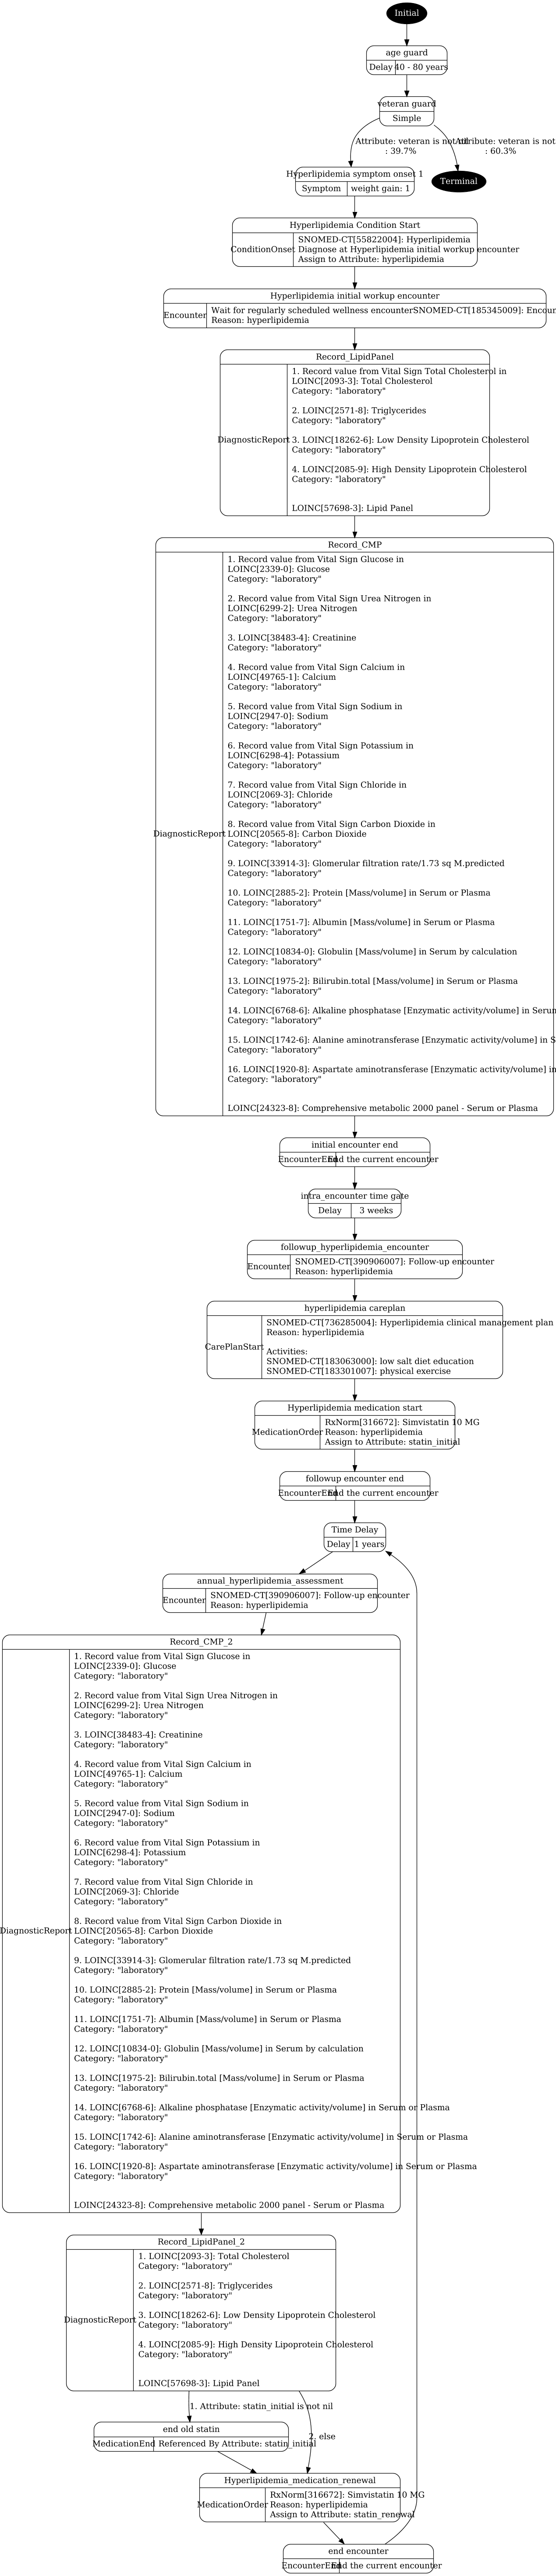 Initial
age guard
Delay 40 - 80 years
veteran guard
Simple
Attribute: veteran is not nil
: 39.7%
Attribute: veteran is not
: 60.3%
Hyperlipidemia symptom onset 1
Symptom weight gain: 1
Terminal
Hyperlipidemia Condition Start
ConditionOnset
SNOMED-CT[55822004]: Hyperlipidemia
Diagnose at Hyperlipidemia initial workup encounter
Assign to Attribute: hyperlipidemia
Hyperlipidemia initial workup encounter
Encounter
Wait for regularly scheduled wellness encounterSNOMED-CT[185345009]: Encour
Reason: hyperlipidemia
Record_LipidPanel
DiagnosticReport
1. Record value from Vital Sign Total Cholesterol in
LOINC[2093-3]: Total Cholesterol
Category: "laboratory"
2. LOINC[2571-8]: Triglycerides
Category: "laboratory"
3. LOINC[18262-6]: Low Density Lipoprotein Cholesterol
Category: "laboratory"
4. LOINC[2085-9]: High Density Lipoprotein Cholesterol
Category: "laboratory"
LOINC[57698-3]: Lipid Panel
Record_CMP
DiagnosticReport
1. Record value from Vital Sign Glucose in
LOINC[2339-0]: Glucose
Category: "laboratory"
2. Record value from Vital Sign Urea Nitrogen in
LOINC[6299-2]: Urea Nitrogen
Category: "laboratory"
3. LOINC[38483-4]: Creatinine
Category: "laboratory"
4. Record value from Vital Sign Calcium in
LOINC[49765-1]: Calcium
Category: "laboratory"
5. Record value from Vital Sign Sodium in
LOINC[2947-0]: Sodium
Category: "laboratory"
6. Record value from Vital Sign Potassium in
LOINC[6298-4]: Potassium
Category: "laboratory"
7. Record value from Vital Sign Chloride in
LOINC[2069-3]: Chloride
Category: "laboratory"
8. Record value from Vital Sign Carbon Dioxide in
LOINC[20565-8]: Carbon Dioxide
Category: "laboratory"
9. LOINC[33914-3]: Glomerular filtration rate/1.73 sq M.predicted
Category: "laboratory"
10. LOINC[2885-2]: Protein [Mass/volume] in Serum or Plasma
Category: "laboratory"
11. LOINC[1751-7]: Albumin [Mass/volume] in Serum or Plasma
Category: "laboratory"
12. LOINC[10834-0]: Globulin [Mass/volume] in Serum by calculation
Category: "laboratory"
13. LOINC[1975-2]: Bilirubin.total [Mass/volume] in Serum or Plasma
Category: "laboratory"
14. LOINC[6768-6]: Alkaline phosphatase [Enzymatic activity/volume] in Serun
Category: "laboratory"
15. LOINC[1742-6]: Alanine aminotransferase [Enzymatic activity/volume] in S
Category: "laboratory"
16. LOINC[1920-8]: Aspartate aminotransferase [Enzymatic activity/volume] in
Category: "laboratory"
LOINC[24323-8]: Comprehensive metabolic 2000 panel - Serum or Plasma
initial encounter end
EncounterEnd End the current encounter
intra_encounter time gate
Delay 3 weeks
followup_hyperlipidemia_encounter
Encounter
SNOMED-CT[390906007]: Follow-up encounter
Reason: hyperlipidemia
hyperlipidemia careplan
CarePlanStart
SNOMED-CT[736285004]: Hyperlipidemia clinical management plan
Reason: hyperlipidemia
Activities:
SNOMED-CT[183063000]: low salt diet education
SNOMED-CT[183301007]: physical exercise
Hyperlipidemia medication start
MedicationOrder
RxNorm[316672]: Simvistatin 10 MG
Reason: hyperlipidemia
Assign to Attribute: statin_initial
followup encounter end
EncounterEnd End the current encounter
Time Delay
Delay 1 years
annual_hyperlipidemia_assessment
Encounter
SNOMED-CT[390906007]: Follow-up encounter
Reason: hyperlipidemia
Record_CMP_2
DiagnosticReport
1. Record value from Vital Sign Glucose in
LOINC[2339-0]: Glucose
Category: "laboratory"
2. Record value from Vital Sign Urea Nitrogen in
LOINC[6299-2]: Urea Nitrogen
Category: "laboratory"
3. LOINC[38483-4]: Creatinine
Category: "laboratory"
4. Record value from Vital Sign Calcium in
LOINC[49765-1]: Calcium
Category: "laboratory"
5. Record value from Vital Sign Sodium in
LOINC[2947-0]: Sodium
Category: "laboratory"
6. Record value from Vital Sign Potassium in
LOINC[6298-4]: Potassium
Category: "laboratory"
7. Record value from Vital Sign Chloride in
LOINC[2069-3]: Chloride
Category: "laboratory"
8. Record value from Vital Sign Carbon Dioxide in
LOINC[20565-8]: Carbon Dioxide
Category: "laboratory"
9. LOINC[33914-3]: Glomerular filtration rate/1.73 sq M.predicted
Category: "laboratory"
10. LOINC[2885-2]: Protein [Mass/volume] in Serum or Plasma
Category: "laboratory"
11. LOINC[1751-7]: Albumin [Mass/volume] in Serum or Plasma
Category: "laboratory"
12. LOINC[10834-0]: Globulin [Mass/volume] in Serum by calculation
Category: "laboratory"
13. LOINC[1975-2]: Bilirubin.total [Mass/volume] in Serum or Plasma
Category: "laboratory"
14. LOINC[6768-6]: Alkaline phosphatase [Enzymatic activity/volume] in Serum or Plasma
Category: "laboratory"
15. LOINC[1742-6]: Alanine aminotransferase [Enzymatic activity/volume] in Serum or Plasma
Category: "laboratory"
16. LOINC[1920-8]: Aspartate aminotransferase [Enzymatic activity/volume] in Serum or Plasma
Category: "laboratory"
LOINC[24323-8]: Comprehensive metabolic 2000 panel - Serum or Plasma
Record_LipidPanel_2
DiagnosticReport
1. LOINC[2093-3]: Total Cholesterol
Category: "laboratory"
2. LOINC[2571-8]: Triglycerides
Category: "laboratory"
3. LOINC[18262-6]: Low Density Lipoprotein Cholesterol
Category: "laboratory"
4. LOINC[2085-9]: High Density Lipoprotein Cholesterol
Category: "laboratory"
LOINC[57698-3]: Lipid Panel
1. Attribute: statin_initial is not nil
end old statin
MedicationEnd Referenced By Attribute: statin_initial
2. else
Hyperlipidemia_medication_renewal
MedicationOrder
RxNorm[316672]: Simvistatin 10 MG
Reason: hyperlipidemia
Assign to Attribute: statin_renewal
end encounter
EncounterEnd End the current encounter